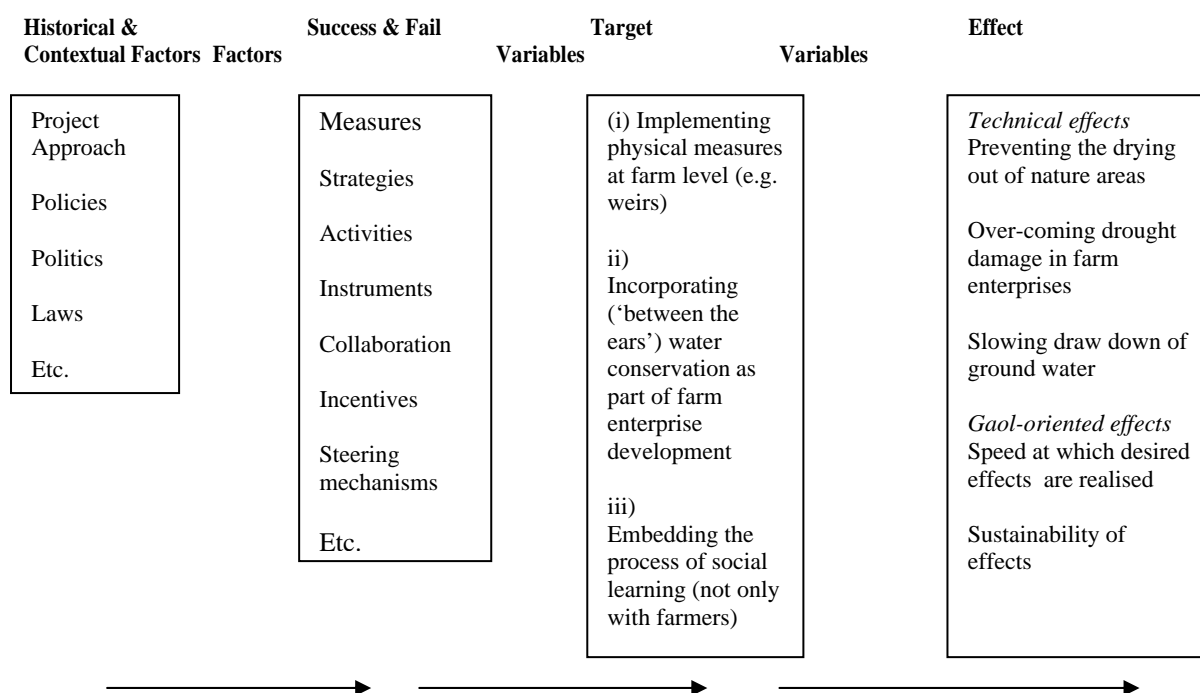 Historical & Success & Fail Target Effect
Contextual Factors Factors Variables Variables
Project
Approach
Policies
Politics
Laws
Etc.
Measures
Strategies
Activities
Instruments
Collaboration
Incentives
Steering
mechanisms
Etc.
(i) Implementing
physical measures
at farm level (e.g.
weirs)
ii)
Incorporating
(‘between the
ears’) water
conservation as
part of farm
enterprise
development
iii)
Embedding the
process of social
learning (not only
with farmers)
Technical effects
Preventing the drying
out of nature areas
Over-coming drought
damage in farm
enterprises
Slowing draw down of
ground water
Gaol-oriented effects
Speed at which desired
effects are realised
Sustainability of
effects